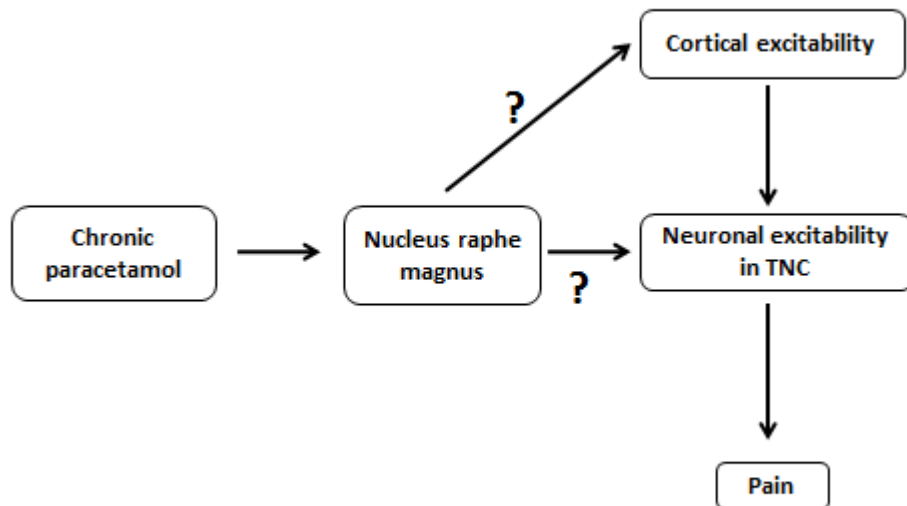 Cortical excitability
?
Chronic
paracetamol
Nucleus raphe
magnus
Neuronal excitability
in TNC
?
Pain